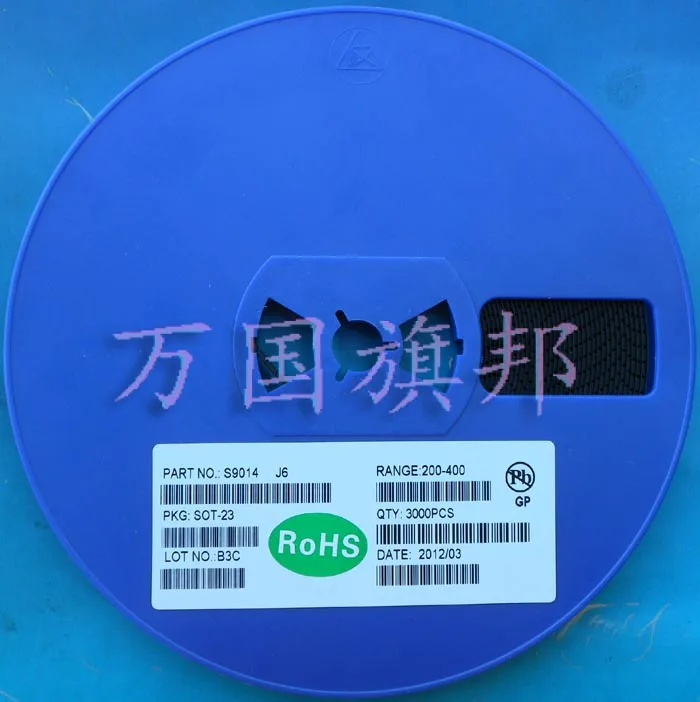 万国旗邦
PART NO.: S9014 J6
RANGE:200-400
Pb
GP
PKG: SOT-23
QTY: 3000PCS
RoHS
LOT NO.:B3C
DATE: 2012/03